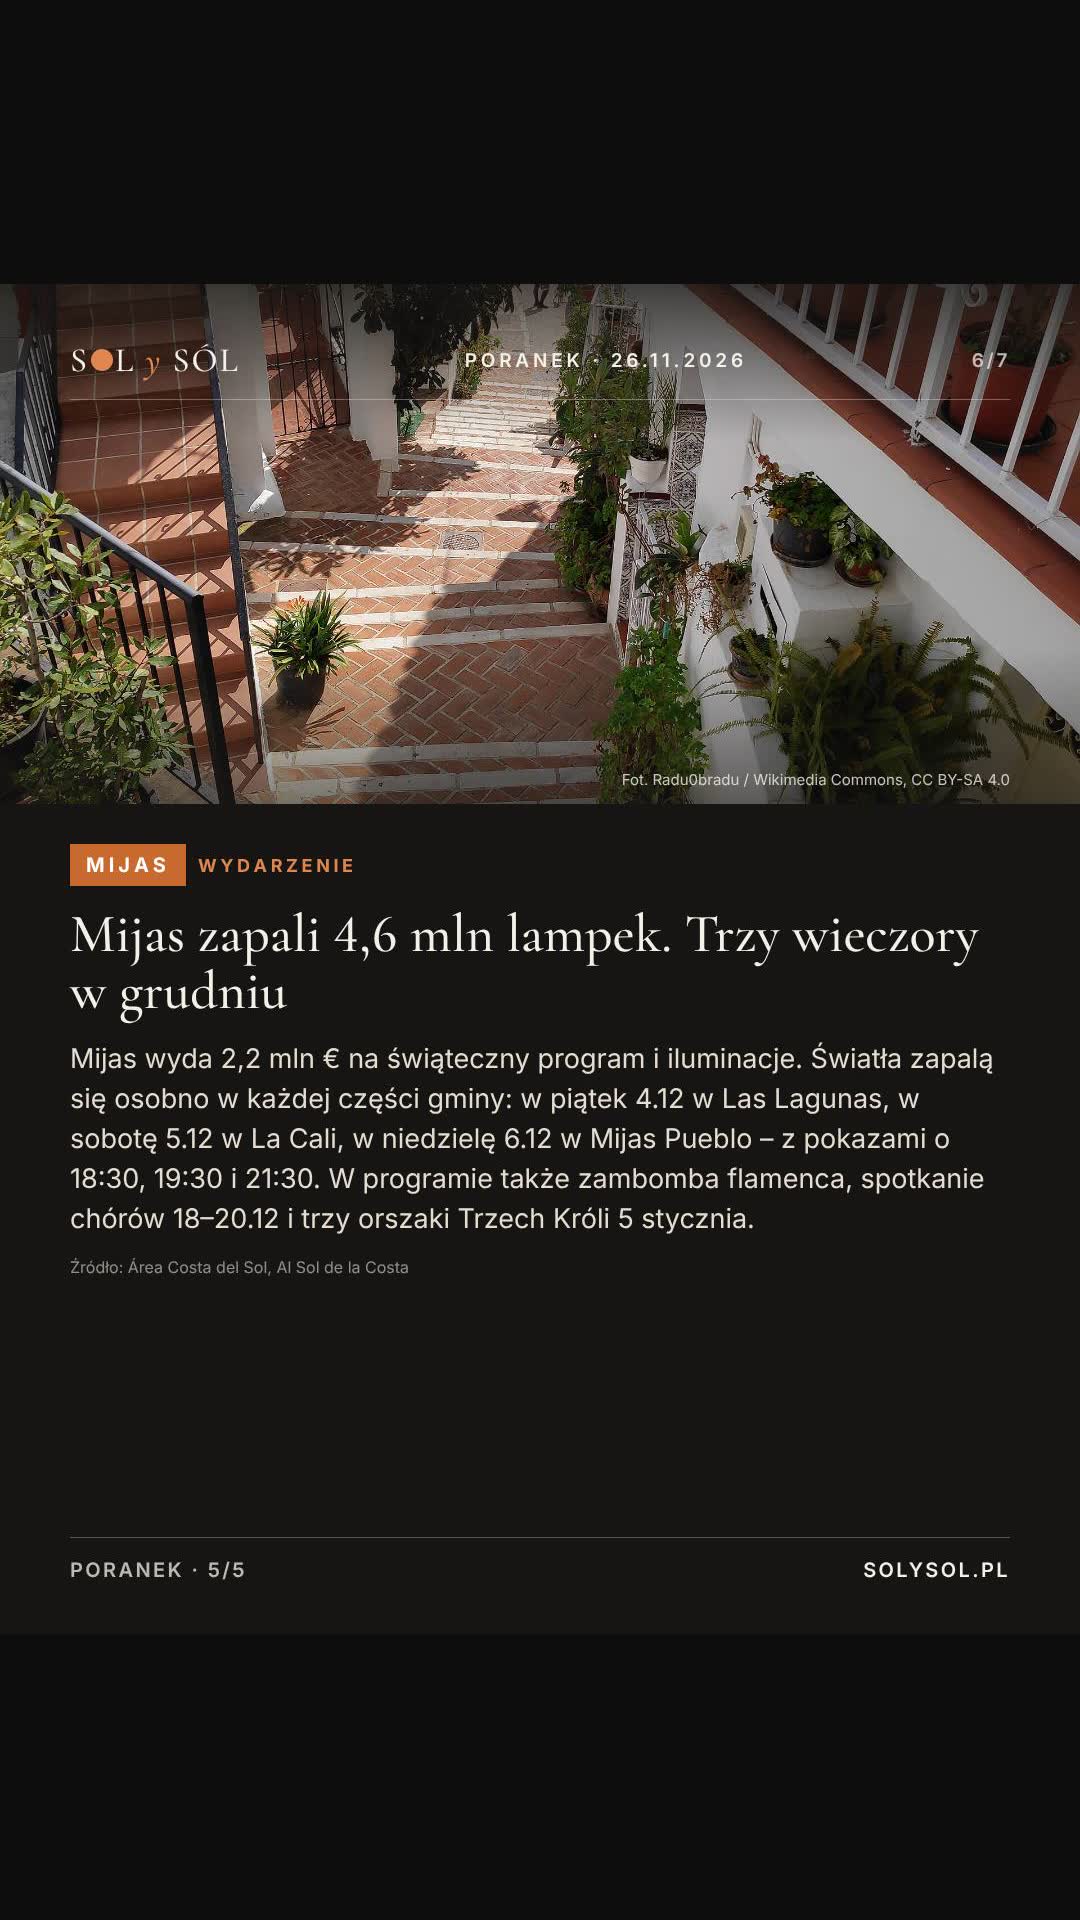 SOL y SÓL
PORANEK · 26.11.2026
6/7
Fot. Radu0bradu / Wikimedia Commons, CC BY-SA 4.0
MIJAS
WYDARZENIE
Mijas zapali 4,6 mln lampek. Trzy wieczory
w grudniu
Mijas wyda 2,2 mln € na świąteczny program i iluminacje. Światła zapalą
się osobno w każdej części gminy: w piątek 4.12 w Las Lagunas, w
sobotę 5.12 w La Cali, w niedzielę 6.12 w Mijas Pueblo – z pokazami o
18:30, 19:30 i 21:30. W programie także zambomba flamenca, spotkanie
chórów 18–20.12 i trzy orszaki Trzech Króli 5 stycznia.
Źródło: Área Costa del Sol, Al Sol de la Costa
PORANEK · 5/5
SOLYSOL.PL